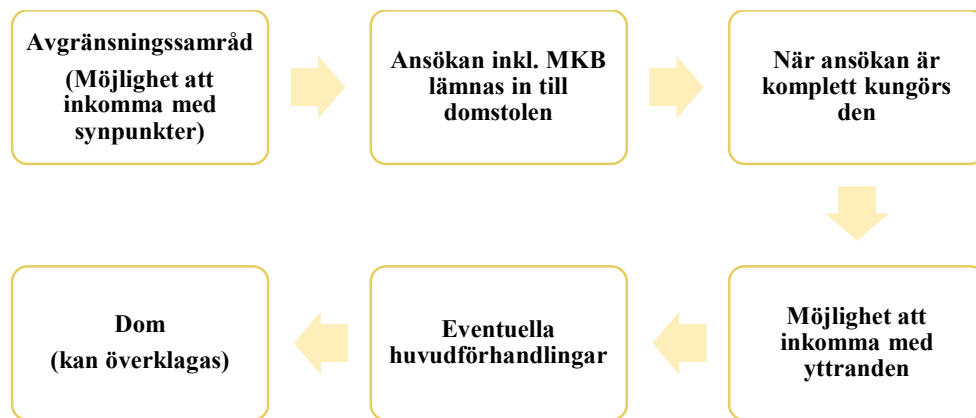 Avgränsningssamråd
(Möjlighet att
inkomma med
synpunkter)
Ansökan inkl. MKB
lämnas in till
domstolen
När ansökan är
komplett kungörs
den
Möjlighet att
inkomma med
yttranden
Eventuella
huvudförhandlingar
Dom
(kan överklagas)